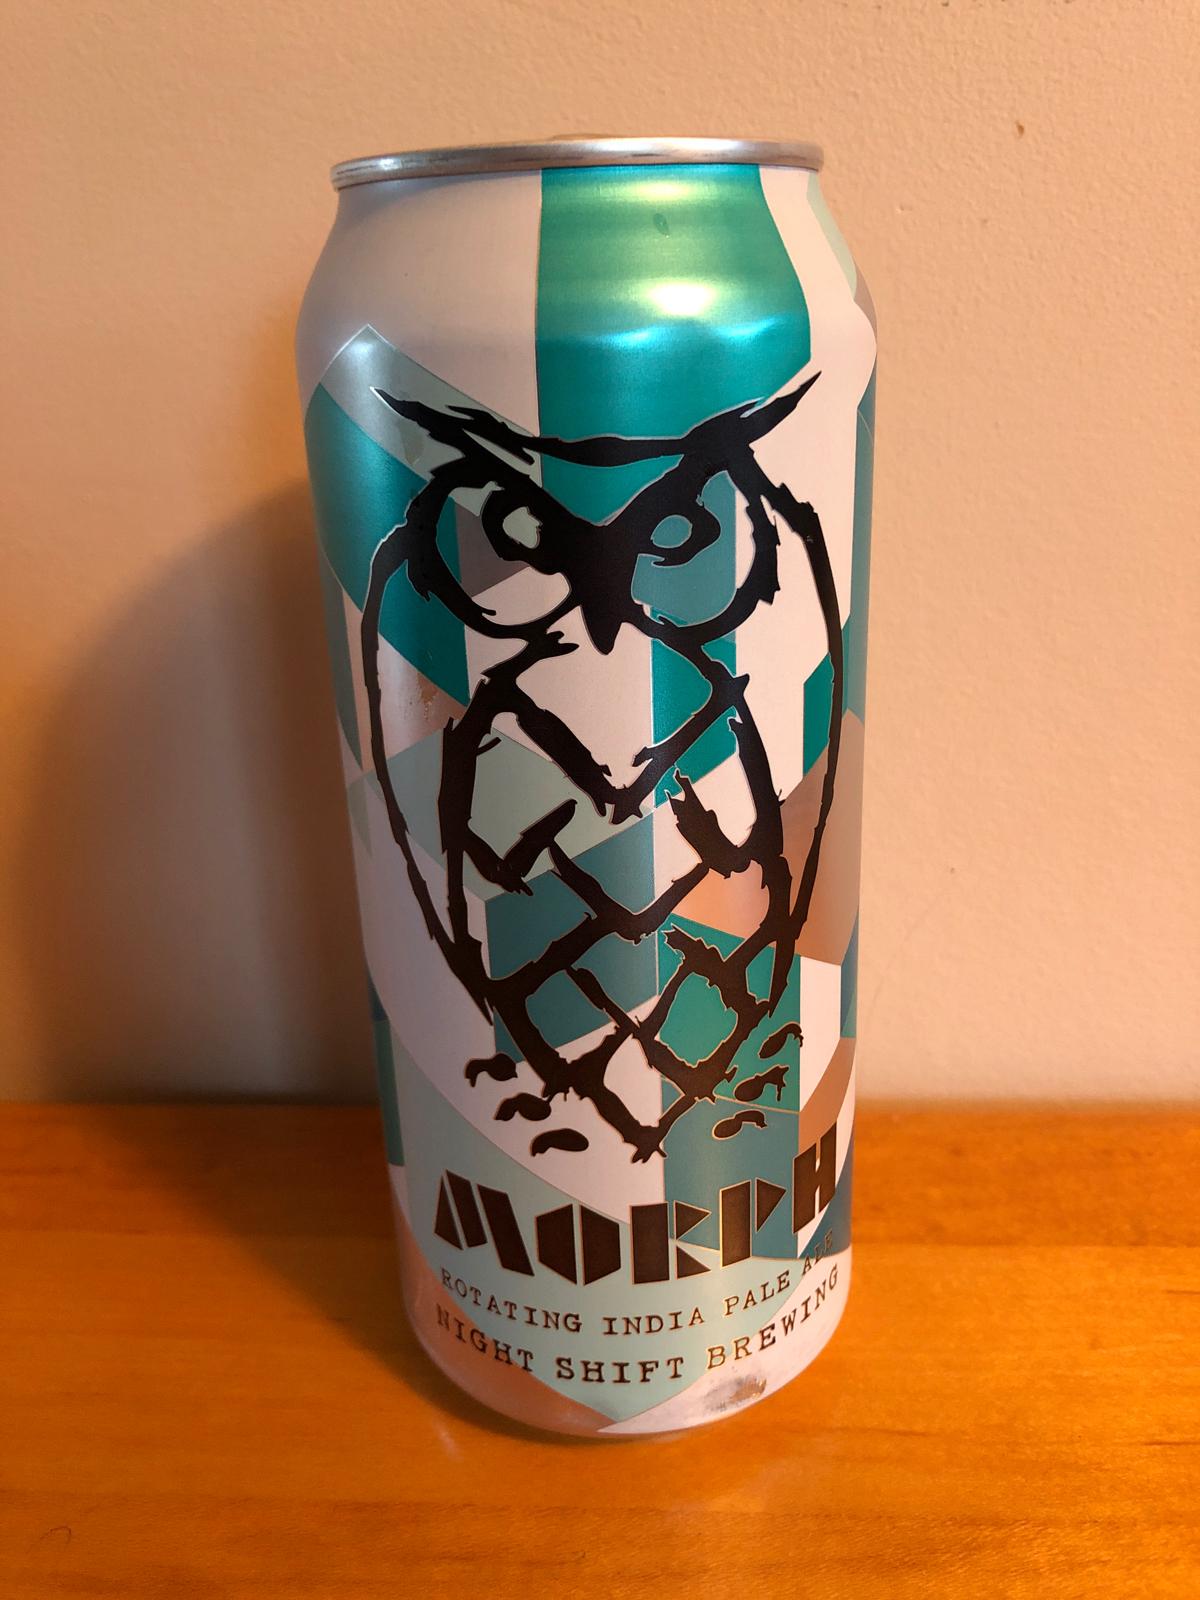 MORPH
ROTATING INDIA PALE ALE
NIGHT SHIFT BREWING